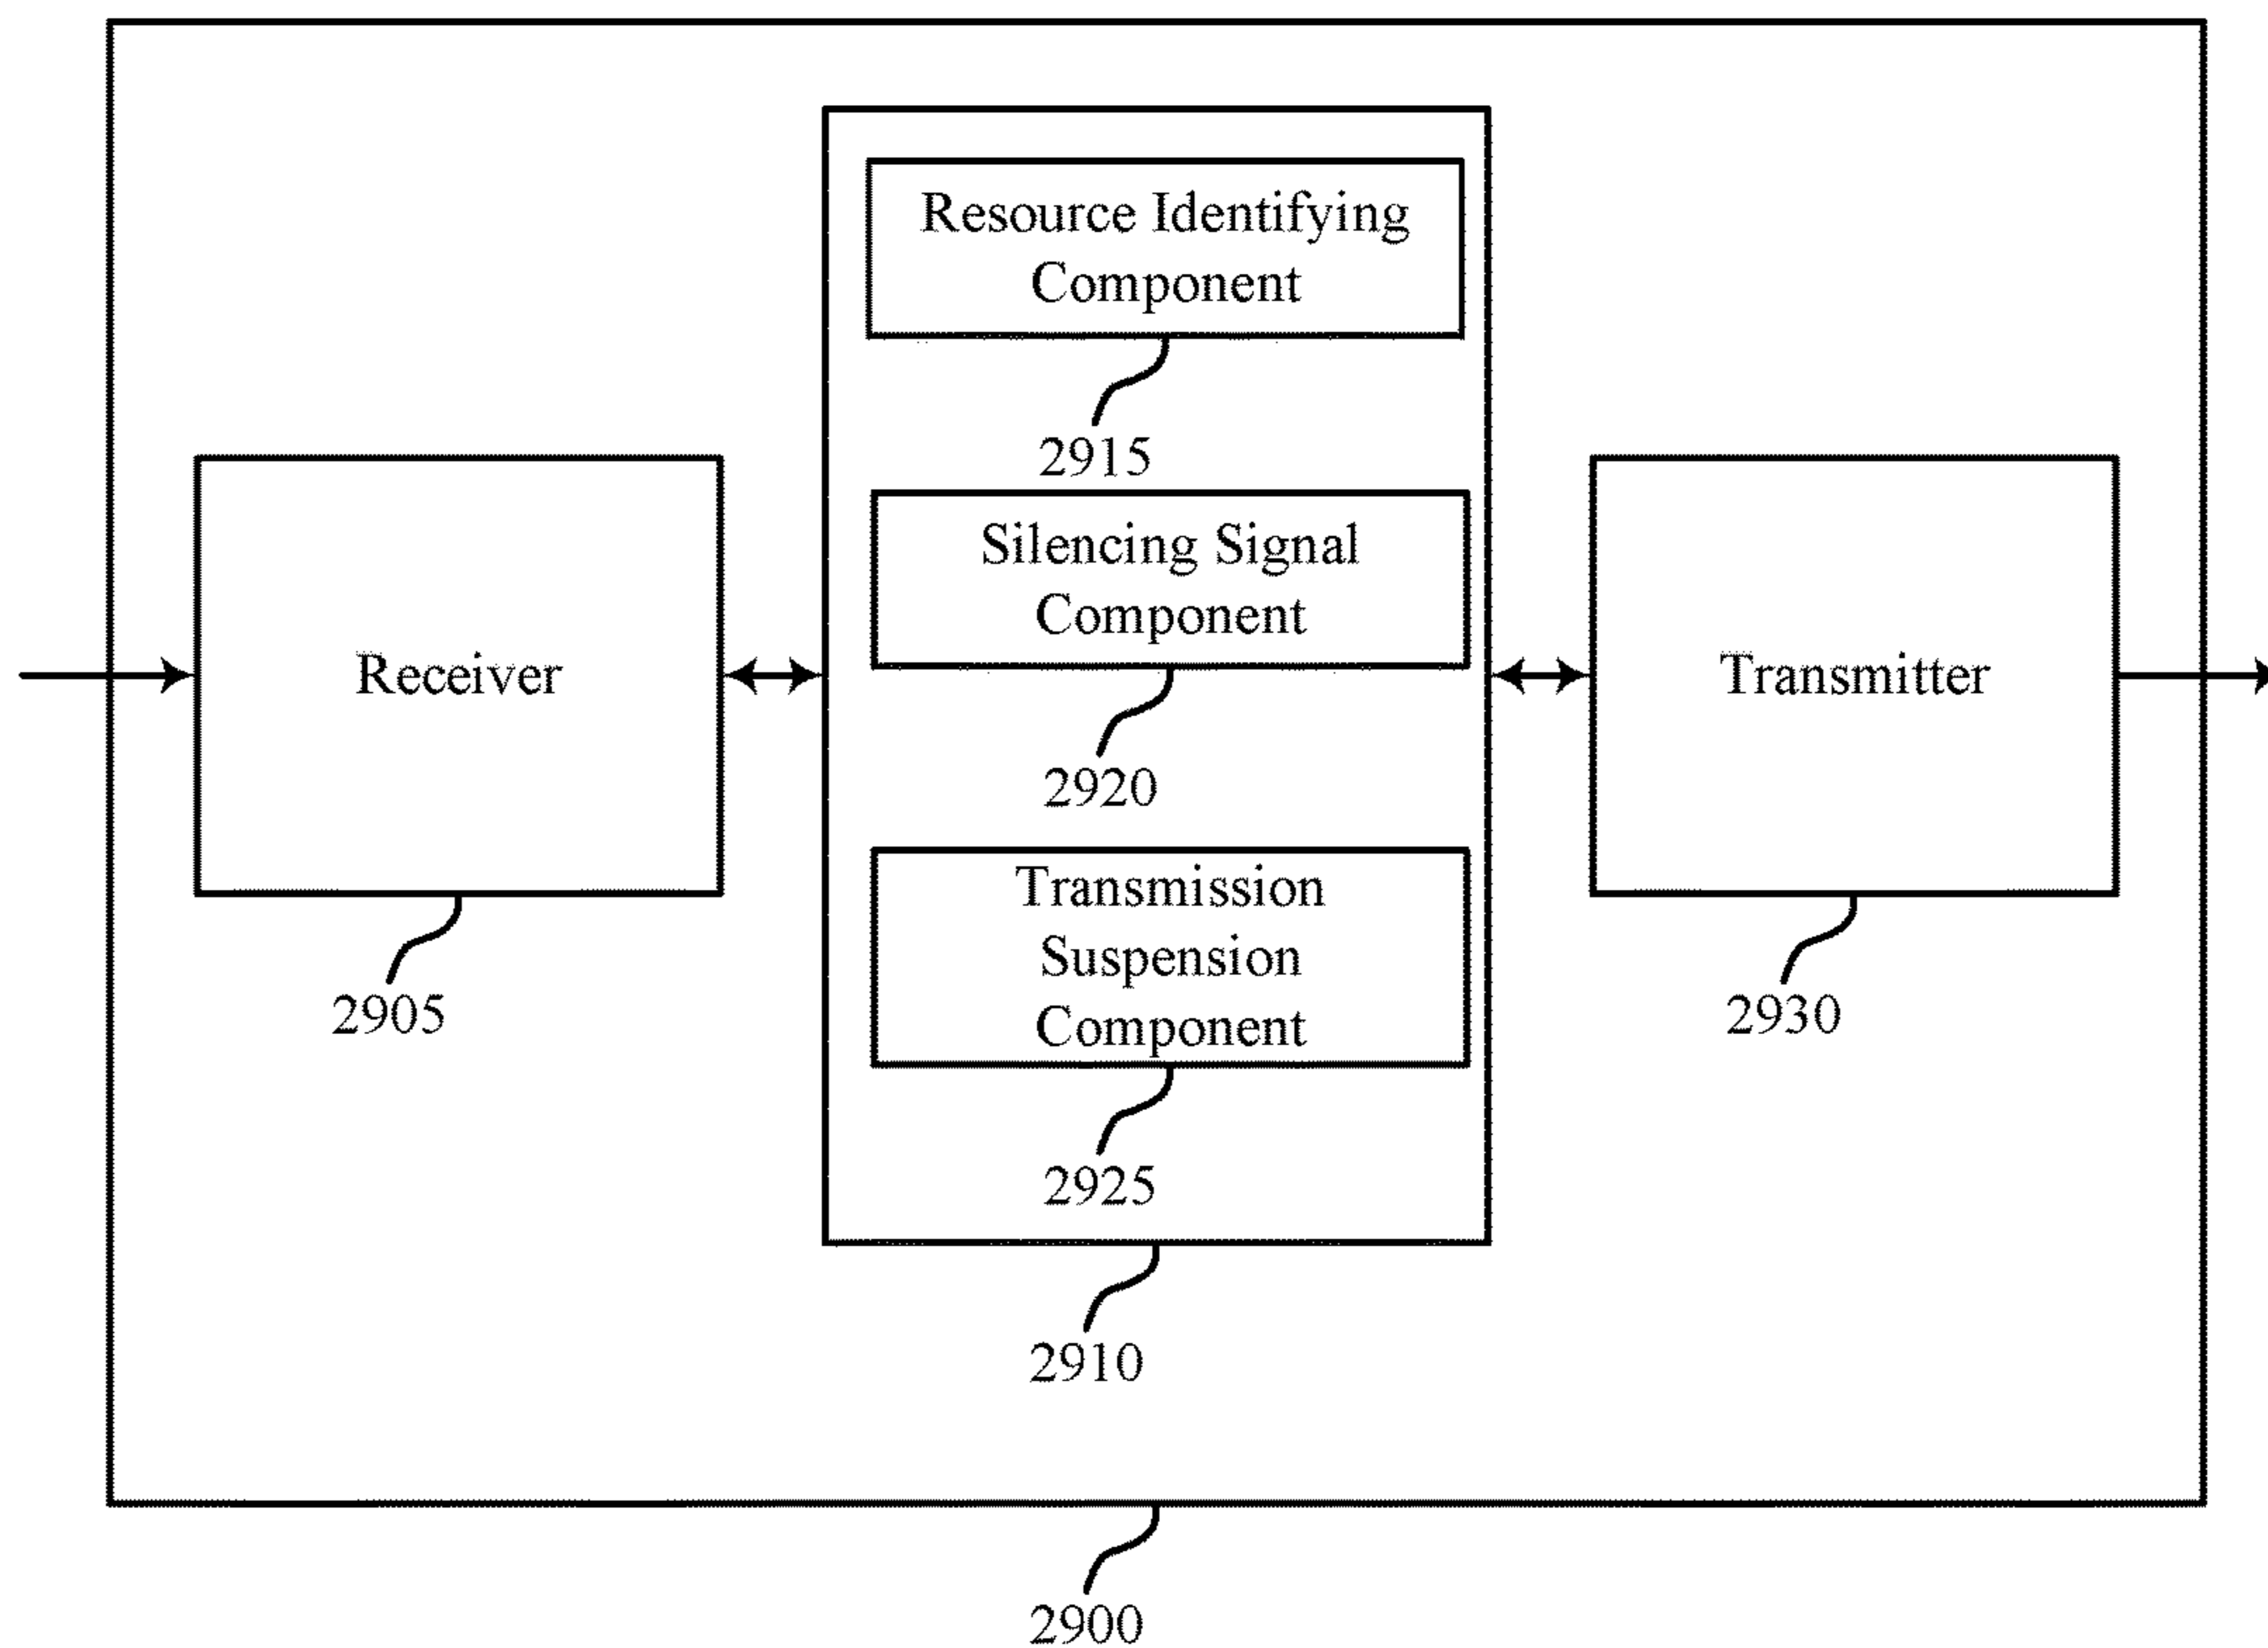 Resource Identifying
Component
2915
Silencing Signal
Component
2920
Receiver
2905
Transmission
Suspension
Component
2925
Transmitter
2930
2910
2900